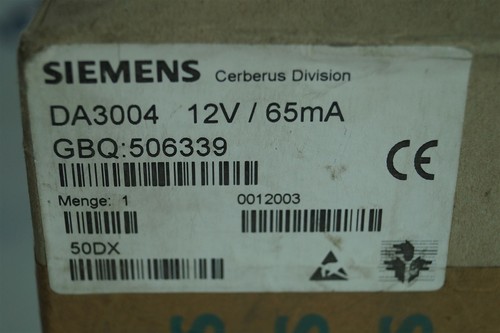 SIEMENS Cerberus Division
DA3004 12V / 65mA
GBQ:506339
CE
Menge: 1 0012003
50DX